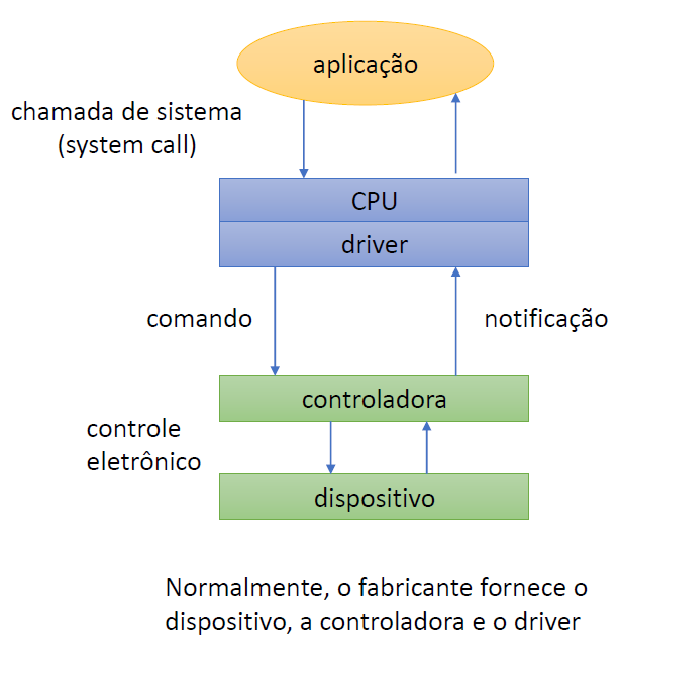 aplicação
chamada de sistema
(system call)
CPU
driver
comando
notificação
controladora
controle
eletrônico
dispositivo
Normalmente, o fabricante fornece o
dispositivo, a controladora e o driver